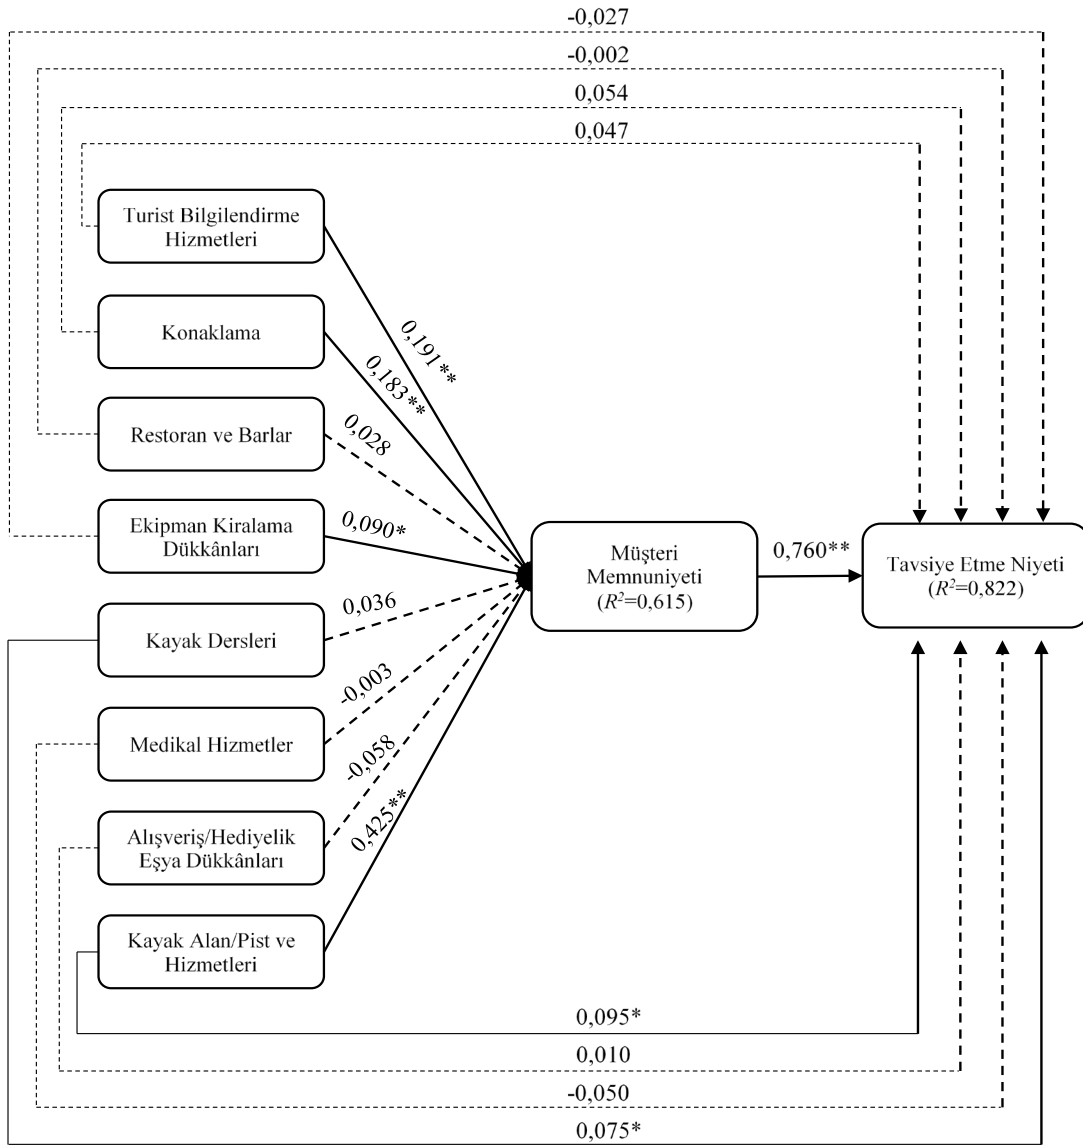 -0,027
-0,002
0,054
0,047
Turist Bilgilendirme
Hizmetleri
Konaklama
Restoran ve Barlar
Ekipman Kiralama
Dükkânları
Kayak Dersleri
Medikal Hizmetler
Alışveriş/Hediyelik
Eşya Dükkânları
Kayak Alan/Pist ve
Hizmetleri
0,191**
0,183**
0,028
0,090*
0,036
-0,003
-0,058
0,425**
Müşteri
Memnuniyeti
(R²=0,615)
0,760**
Tavsiye Etme Niyeti
(R²=0,822)
0,095*
0,010
-0,050
0,075*